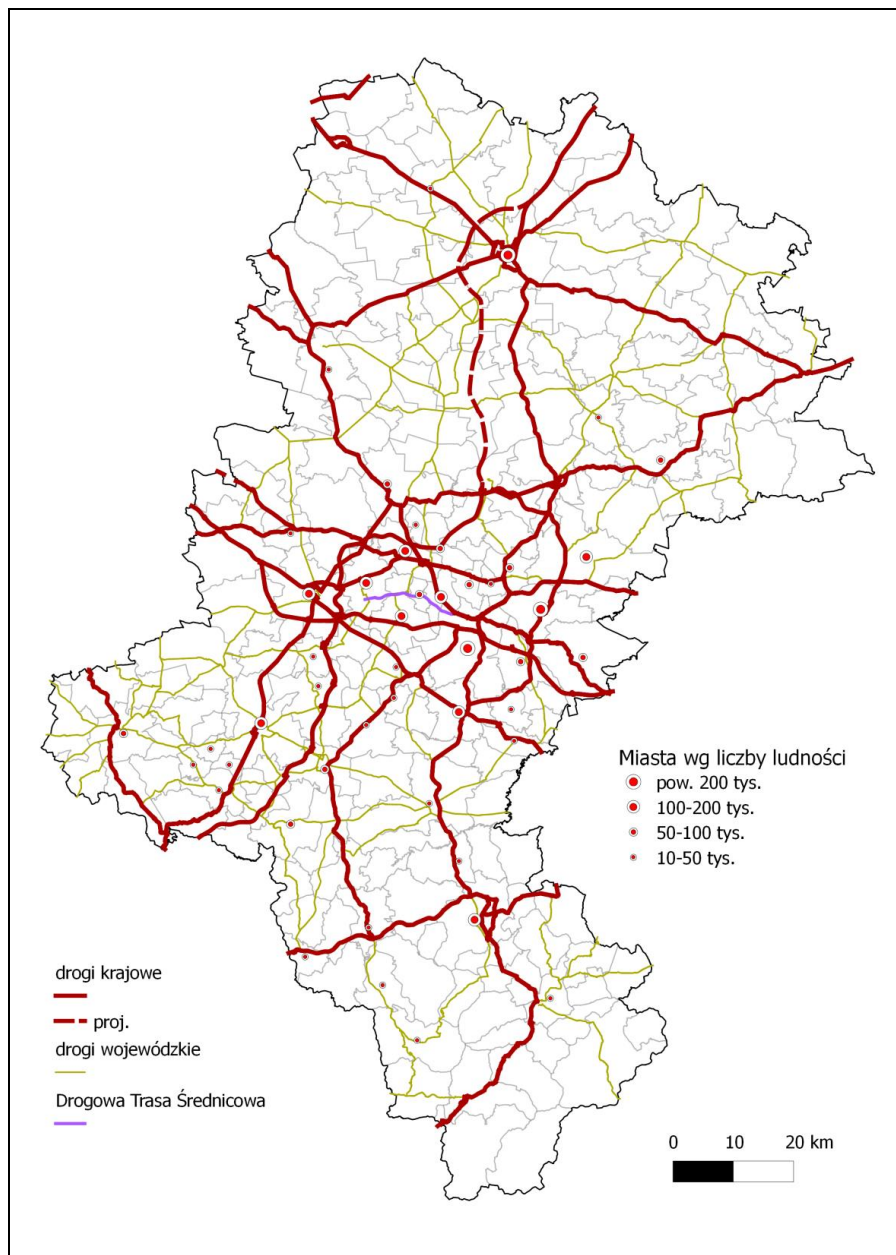 Miasta wg liczby ludności
pow. 200 tys.
100-200 tys.
50-100 tys.
10-50 tys.
drogi krajowe
proj.
drogi wojewódzkie
Drogowa Trasa Średnicowa
0 10 20 km